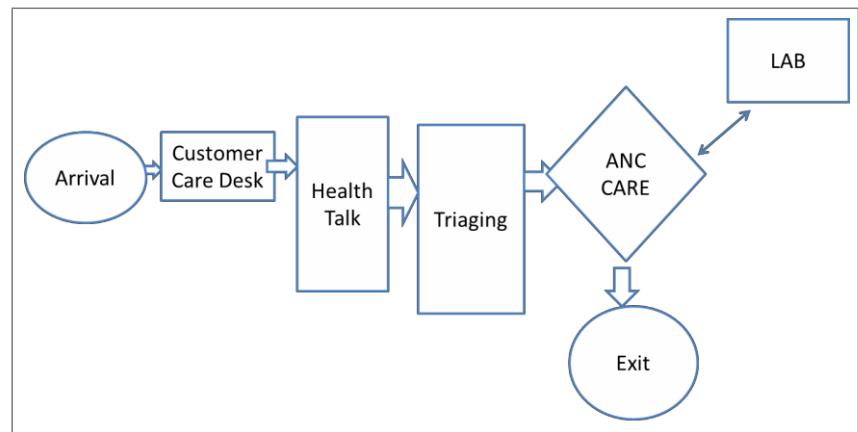 Arrival
Customer
Care Desk
Health
Talk
Triaging
ANC
CARE
LAB
Exit